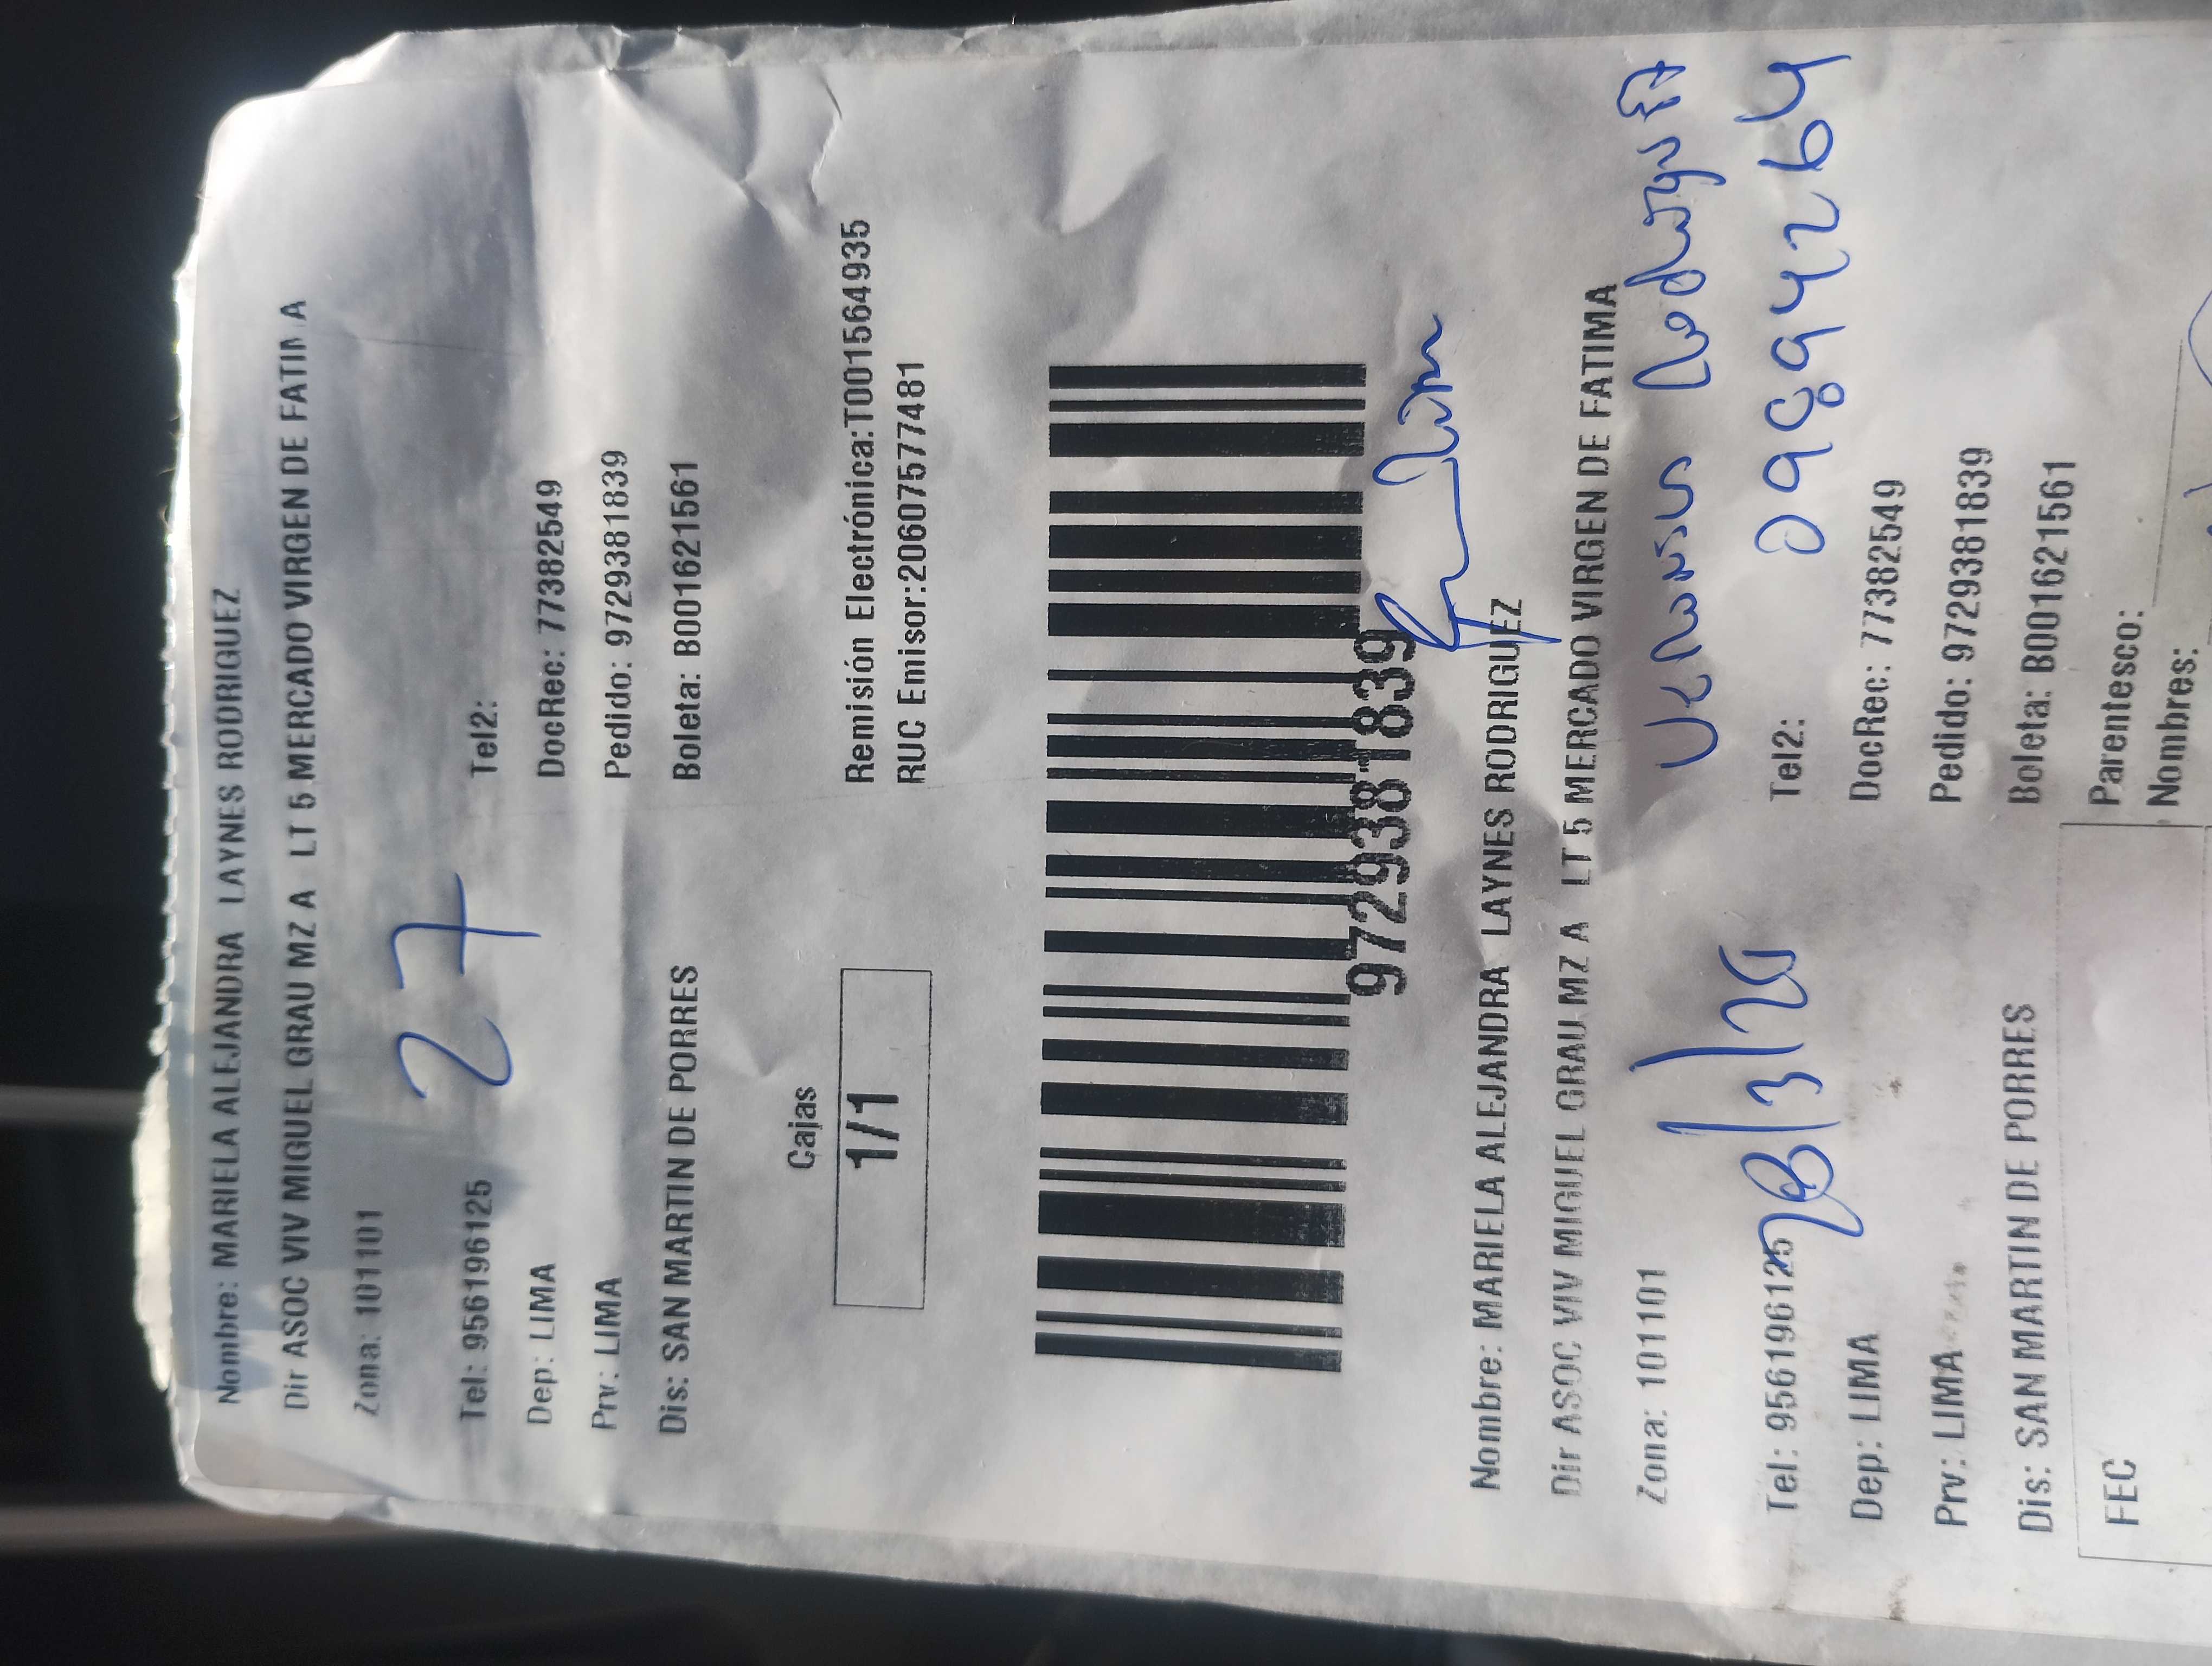 Nombre: MARIELA ALEJANDRA LAYNES RODRIGUEZ
Dir ASOC VIV MIGUEL GRAU MZ A LT 5 MERCADO VIRGEN DE FATIMA
Zona: 101101
27
Tel: 956196125 Tel2:
Dep: LIMA DocRec: 77382549
Prv: LIMA Pedido: 9729381839
Dis: SAN MARTIN DE PORRES Boleta: B001621561
Cajas
1/1
Remisión Electrónica:T001564935
RUC Emisor:20607577481
9729381839
Nombre: MARIELA ALEJANDRA LAYNES RODRIGUEZ
Dir ASOC VIV MIGUEL GRAU MZ A LT 5 MERCADO VIRGEN DE FATIMA
Zona: 101101
Tel: 956196125 Tel2: 09894264
Dep: LIMA DocRec: 77382549
Prv: LIMA Pedido: 9729381839
Dis: SAN MARTIN DE PORRES Boleta: B001621561
FEC Parentesco:
Nombres: